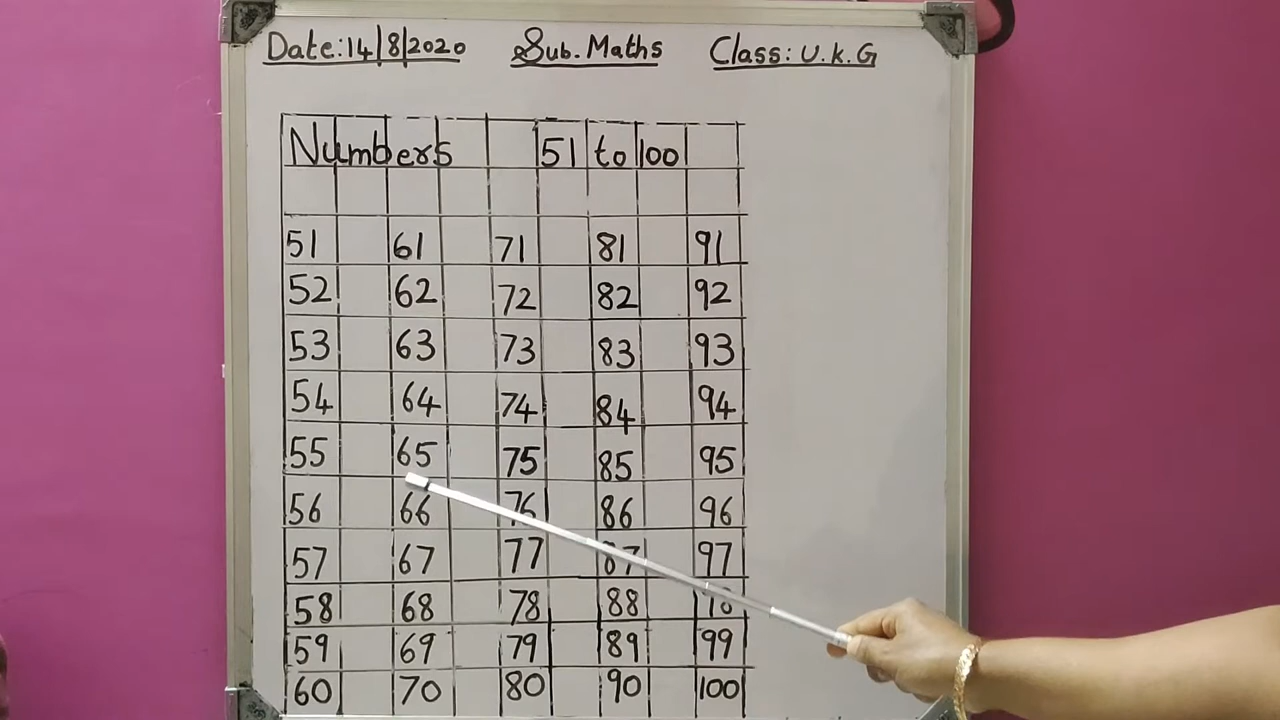 Date: 14/8/2020 Sub. Maths Class: U.K.G
Numbers 51 to 100
51 61 71 81 91
52 62 72 82 92
53 63 73 83 93
54 64 74 84 94
55 65 75 85 95
56 66 76 86 96
57 67 77 87 97
58 68 78 88
59 69 79 89 99
60 70 80 90 100